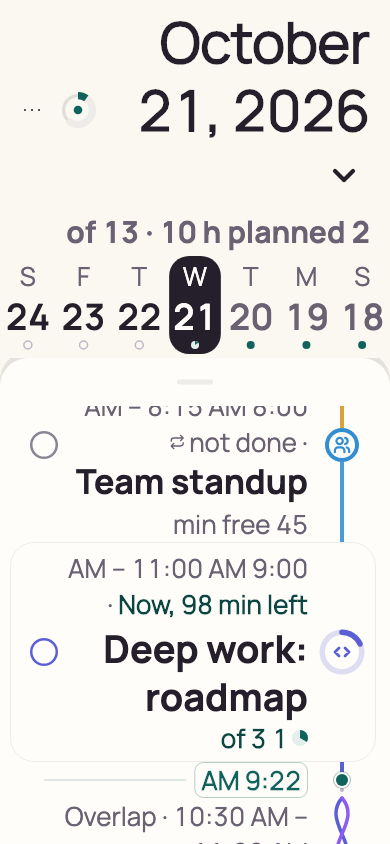 October
21, 2026
of 13 · 10 h planned 2
S F T W T M S
24 23 22 21 20 19 18
not done ·
Team standup
min free 45
AM – 11:00 AM 9:00
· Now, 98 min left
Deep work:
roadmap
of 3 1
AM 9:22
Overlap · 10:30 AM –